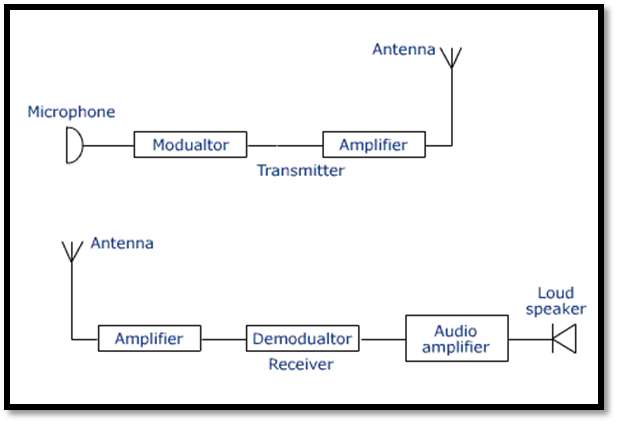 Antenna
Microphone
Modualtor
Amplifier
Transmitter
Antenna
Loud
speaker
Amplifier
Demodualtor
Audio
amplifier
Receiver